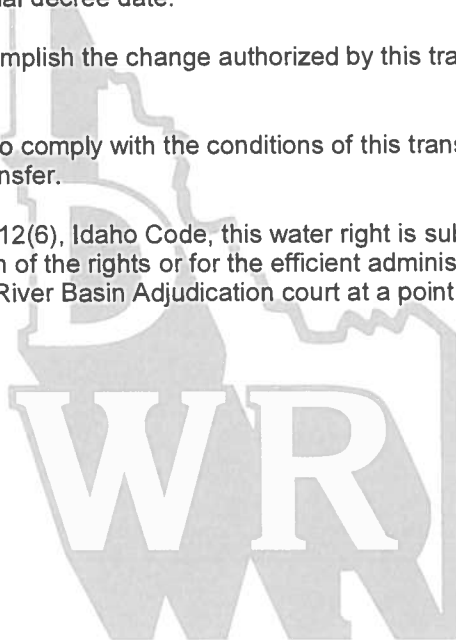 decree date.
mplish the change authorized by this tra
o comply with the conditions of this trans
nsfer.
12(6), Idaho Code, this water right is sul
n of the rights or for the efficient adminis
River Basin Adjudication court at a point
D
WR